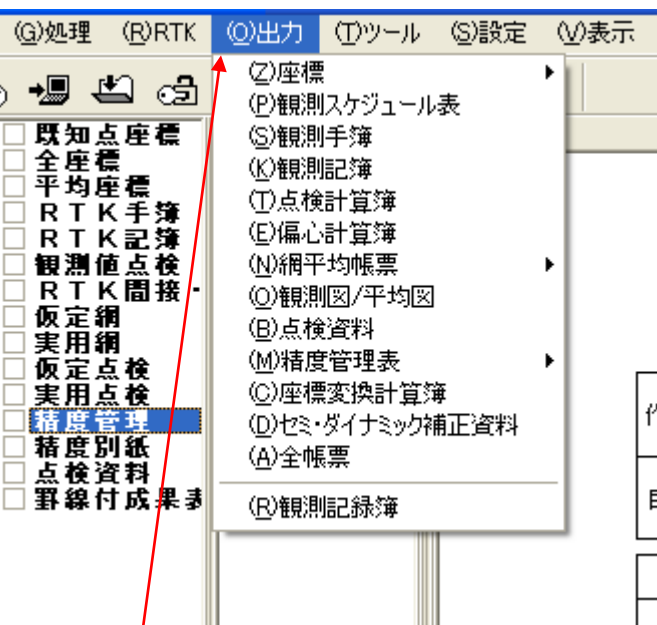 (G)処理 (R)RTK (O)出力 (T)ツール (S)設定 (V)表示
(Z)座標
(P)観測スケジュール表
(S)観測手簿
(K)観測記簿
(T)点検計算簿
(E)偏心計算簿
(N)網平均帳票
(O)観測図/平均図
(B)点検資料
(M)精度管理表
(C)座標変換計算簿
(D)セミ・ダイナミック補正資料
(A)全帳票
(R)観測記録簿
既知点座標
全座標
平均座標
RTK手簿
RTK記簿
観測値点検
RTK間接・
仮定網
実用網
仮定点検
実用点検
精度管理
精度別紙
点検資料
罫線付成果表